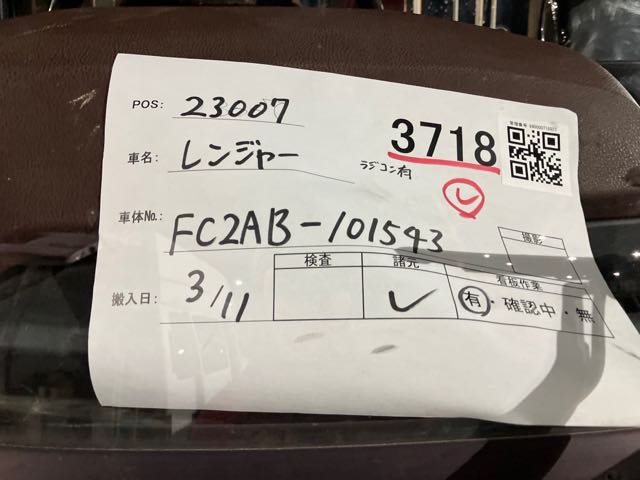 POS: 23007
3718
車名: レンジャー
ラジコン有
車体No.: FC2AB-101543
撮影
検査 諸元 看板作業
搬入日: 3/11
有・確認中・無